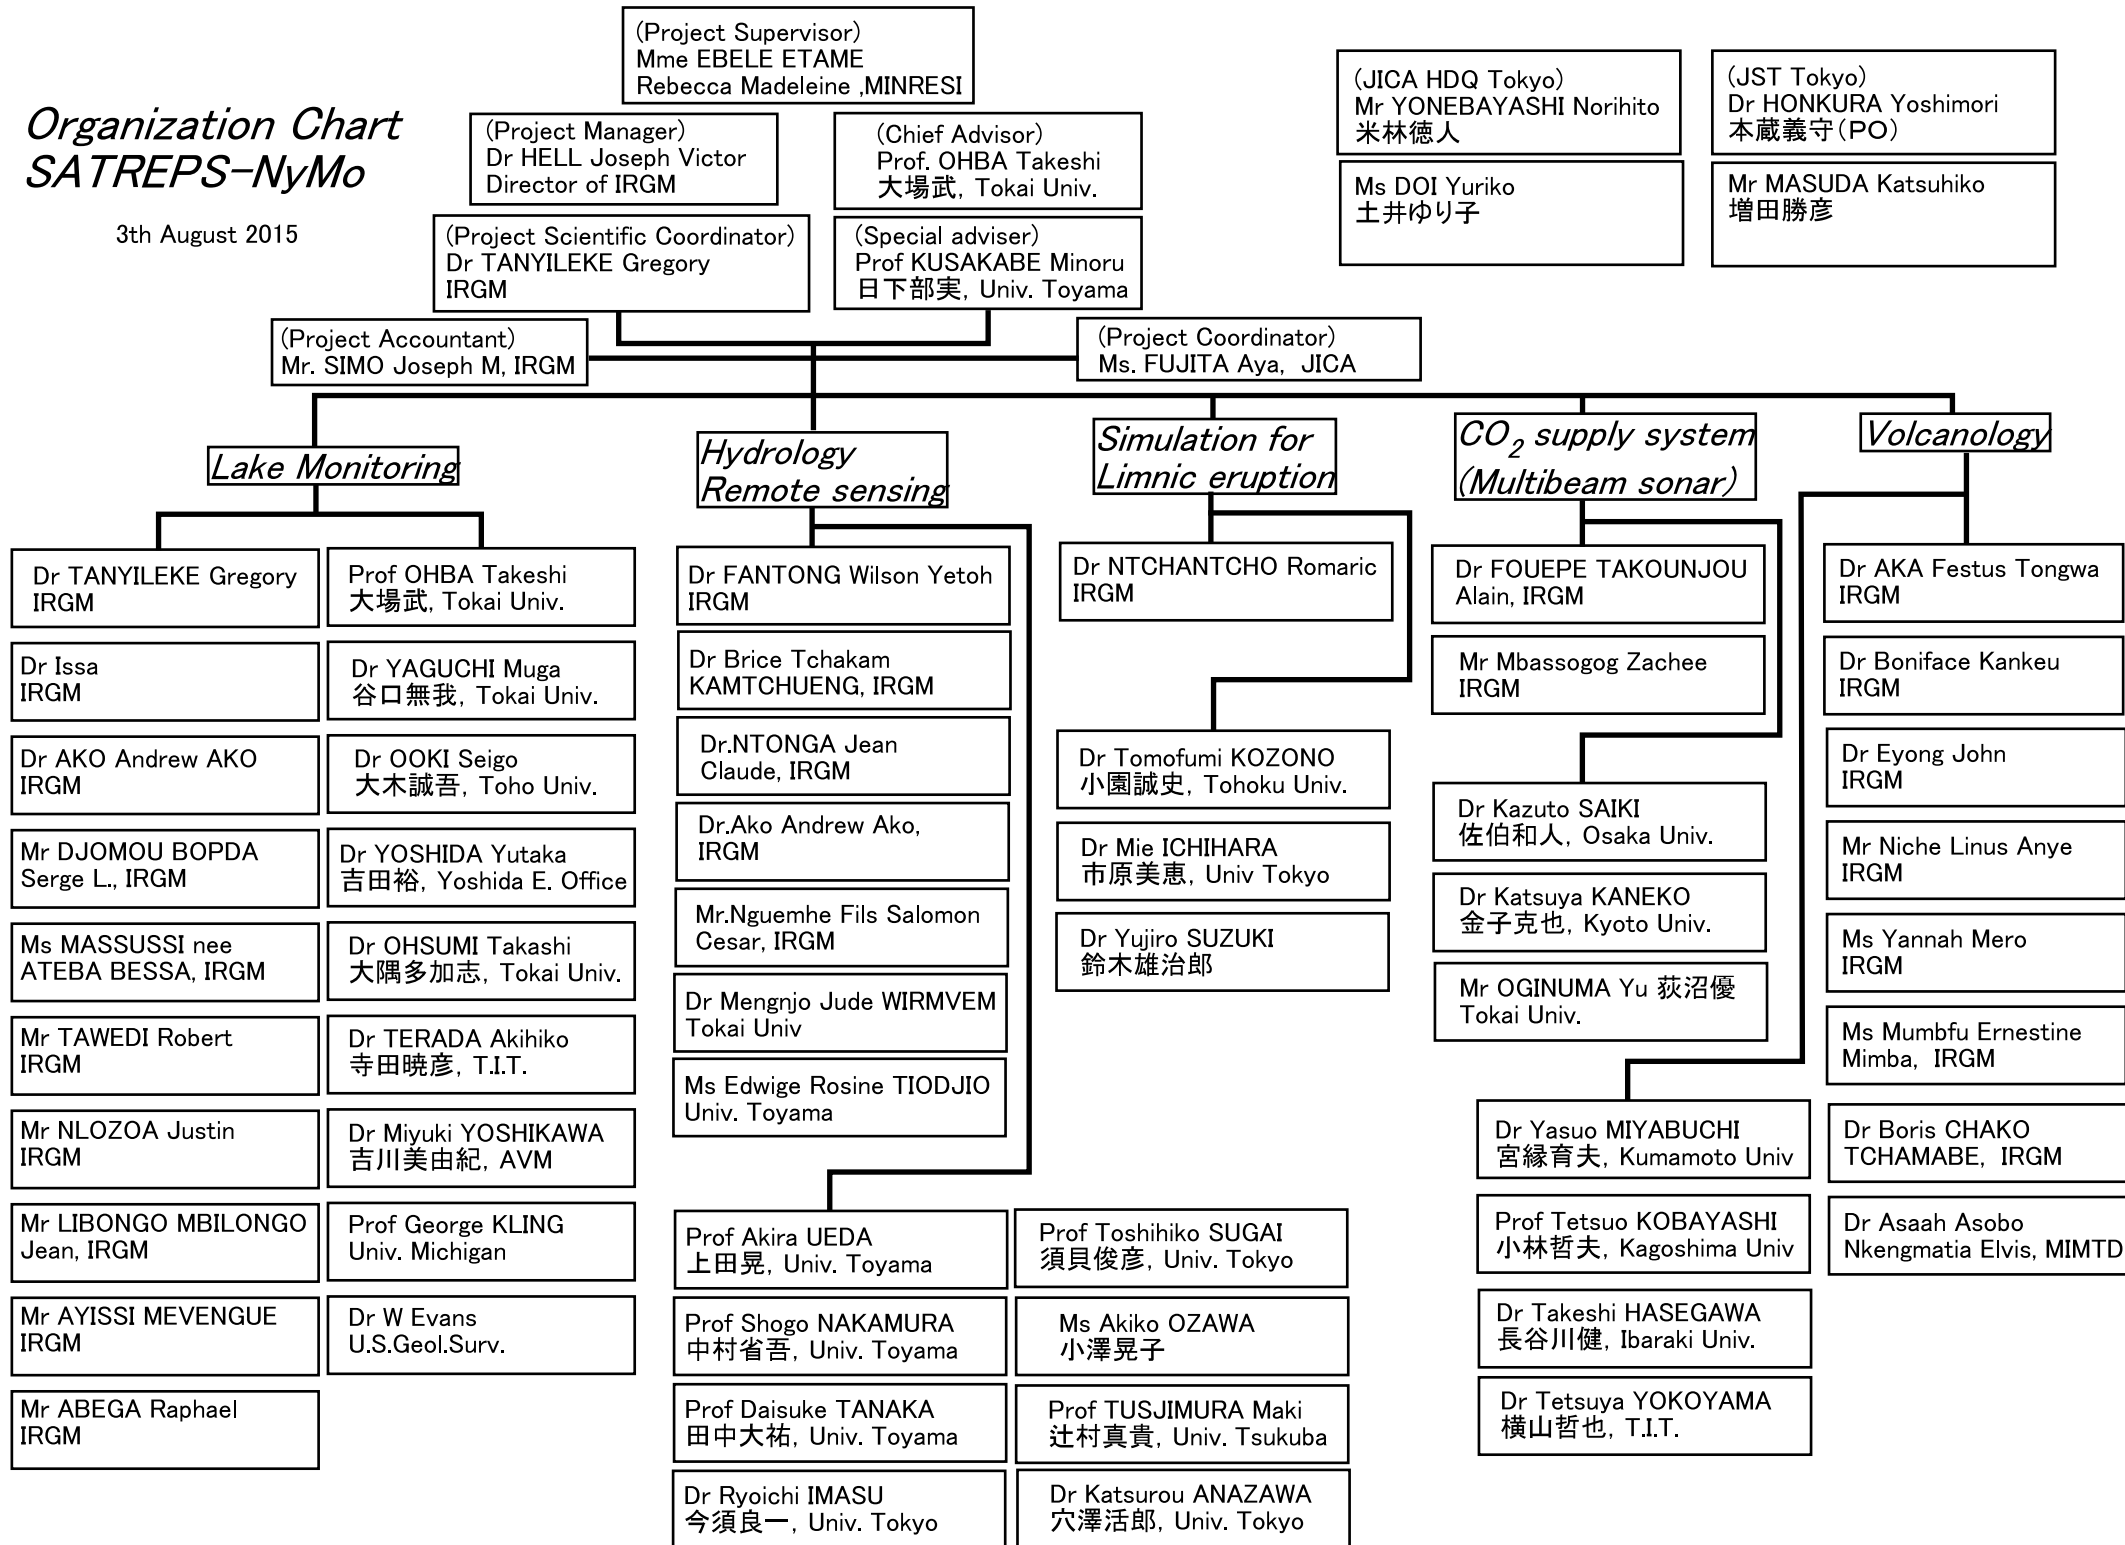 Organization Chart
SATREPS-NyMo
3th August 2015
(Project Supervisor)
Mme EBELE ETAME
Rebecca Madeleine ,MINRESI
(Project Manager)
Dr HELL Joseph Victor
Director of IRGM
(Chief Advisor)
Prof. OHBA Takeshi
大場武, Tokai Univ.
(JICA HDQ Tokyo)
Mr YONEBAYASHI Norihito
米林徳人
(JST Tokyo)
Dr HONKURA Yoshimori
本蔵義守(PO)
Ms DOI Yuriko
土井ゆり子
Mr MASUDA Katsuhiko
増田勝彦
(Project Scientific Coordinator)
Dr TANYILEKE Gregory
IRGM
(Special adviser)
Prof KUSAKABE Minoru
日下部実, Univ. Toyama
(Project Accountant)
Mr. SIMO Joseph M, IRGM
(Project Coordinator)
Ms. FUJITA Aya, JICA
Lake Monitoring
Dr TANYILEKE Gregory
IRGM
Dr Issa
IRGM
Dr AKO Andrew AKO
IRGM
Mr DJOMOU BOPDA
Serge L., IRGM
Ms MASSUSSI nee
ATEBA BESSA, IRGM
Mr TAWEDI Robert
IRGM
Mr NLOZOA Justin
IRGM
Mr LIBONGO MBILONGO
Jean, IRGM
Mr AYISSI MEVENGUE
IRGM
Mr ABEGA Raphael
IRGM
Prof OHBA Takeshi
大場武, Tokai Univ.
Dr YAGUCHI Muga
谷口無我, Tokai Univ.
Dr OOKI Seigo
大木誠吾, Toho Univ.
Dr YOSHIDA Yutaka
吉田裕, Yoshida E. Office
Dr OHSUMI Takashi
大隅多加志, Tokai Univ.
Dr TERADA Akihiko
寺田暁彦, T.I.T.
Dr Miyuki YOSHIKAWA
吉川美由紀, AVM
Prof George KLING
Univ. Michigan
Dr W Evans
U.S.Geol.Surv.
Hydrology
Remote sensing
Dr FANTONG Wilson Yetoh
IRGM
Dr Brice Tchakam
KAMTCHUENG, IRGM
Dr.NTONGA Jean
Claude, IRGM
Dr.Ako Andrew Ako,
IRGM
Mr.Nguemhe Fils Salomon
Cesar, IRGM
Dr Mengnjo Jude WIRMVEM
Tokai Univ
Ms Edwige Rosine TIODJIO
Univ. Toyama
Prof Akira UEDA
上田晃, Univ. Toyama
Prof Shogo NAKAMURA
中村省吾, Univ. Toyama
Prof Daisuke TANAKA
田中大祐, Univ. Toyama
Dr Ryoichi IMASU
今須良一, Univ. Tokyo
Prof Toshihiko SUGAI
須貝俊彦, Univ. Tokyo
Ms Akiko OZAWA
小澤晃子
Prof TUSJIMURA Maki
辻村真貴, Univ. Tsukuba
Dr Katsurou ANAZAWA
穴澤活郎, Univ. Tokyo
Simulation for
Limnic eruption
Dr NTCHANTCHO Romaric
IRGM
Dr Tomofumi KOZONO
小園誠史, Tohoku Univ.
Dr Mie ICHIHARA
市原美恵, Univ Tokyo
Dr Yujiro SUZUKI
鈴木雄治郎
CO2 supply system
(Multibeam sonar)
Dr FOUEPE TAKOUNJOU
Alain, IRGM
Mr Mbassogog Zachee
IRGM
Dr Kazuto SAIKI
佐伯和人, Osaka Univ.
Dr Katsuya KANEKO
金子克也, Kyoto Univ.
Mr OGINUMA Yu 荻沼優
Tokai Univ.
Volcanology
Dr AKA Festus Tongwa
IRGM
Dr Boniface Kankeu
IRGM
Dr Eyong John
IRGM
Mr Niche Linus Anye
IRGM
Ms Yannah Mero
IRGM
Ms Mumbfu Ernestine
Mimba, IRGM
Dr Boris CHAKO
TCHAMABE, IRGM
Dr Asaah Asobo
Nkengmatia Elvis, MIMTD
Dr Yasuo MIYABUCHI
宮縁育夫, Kumamoto Univ
Prof Tetsuo KOBAYASHI
小林哲夫, Kagoshima Univ
Dr Takeshi HASEGAWA
長谷川健, Ibaraki Univ.
Dr Tetsuya YOKOYAMA
横山哲也, T.I.T.